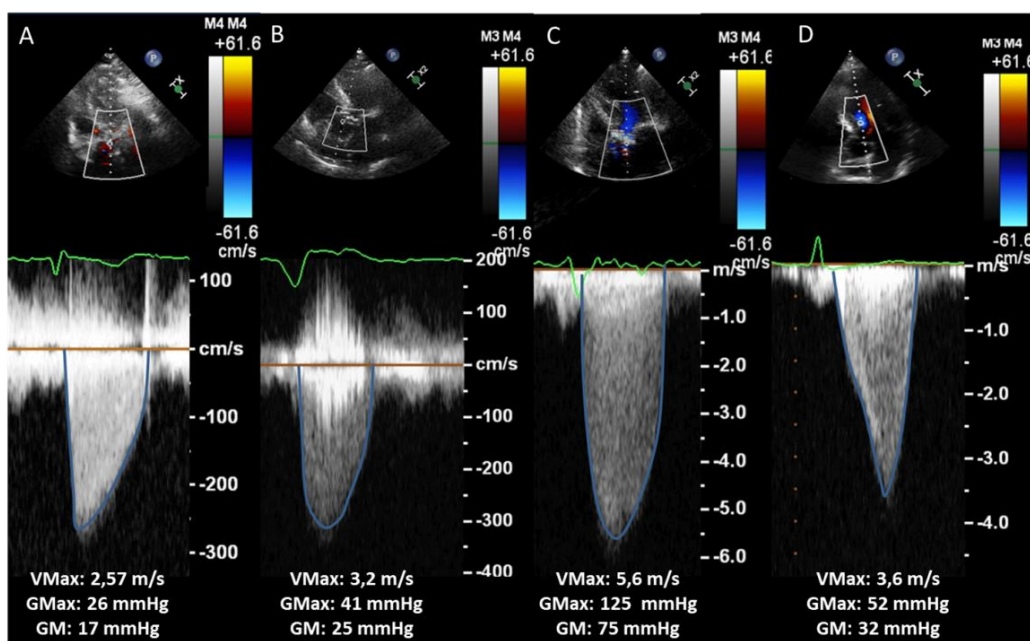 A
M4 M4
+61.6
-61.6
cm/s
100
cm/s
-100
-200
-300
VMax: 2,57 m/s
GMax: 26 mmHg
GM: 17 mmHg
B
M3 M4
+61.6
-61.6
cm/s
200
100
cm/s
-100
-200
-300
-400
VMax: 3,2 m/s
GMax: 41 mmHg
GM: 25 mmHg
C
M3 M4
+61.6
-61.6
cm/s
m/s
-1.0
-2.0
-3.0
-4.0
-5.0
-6.0
VMax: 5,6 m/s
GMax: 125 mmHg
GM: 75 mmHg
D
M3 M4
+61.6
-61.6
cm/s
m/s
-1.0
-2.0
-3.0
-4.0
VMax: 3,6 m/s
GMax: 52 mmHg
GM: 32 mmHg